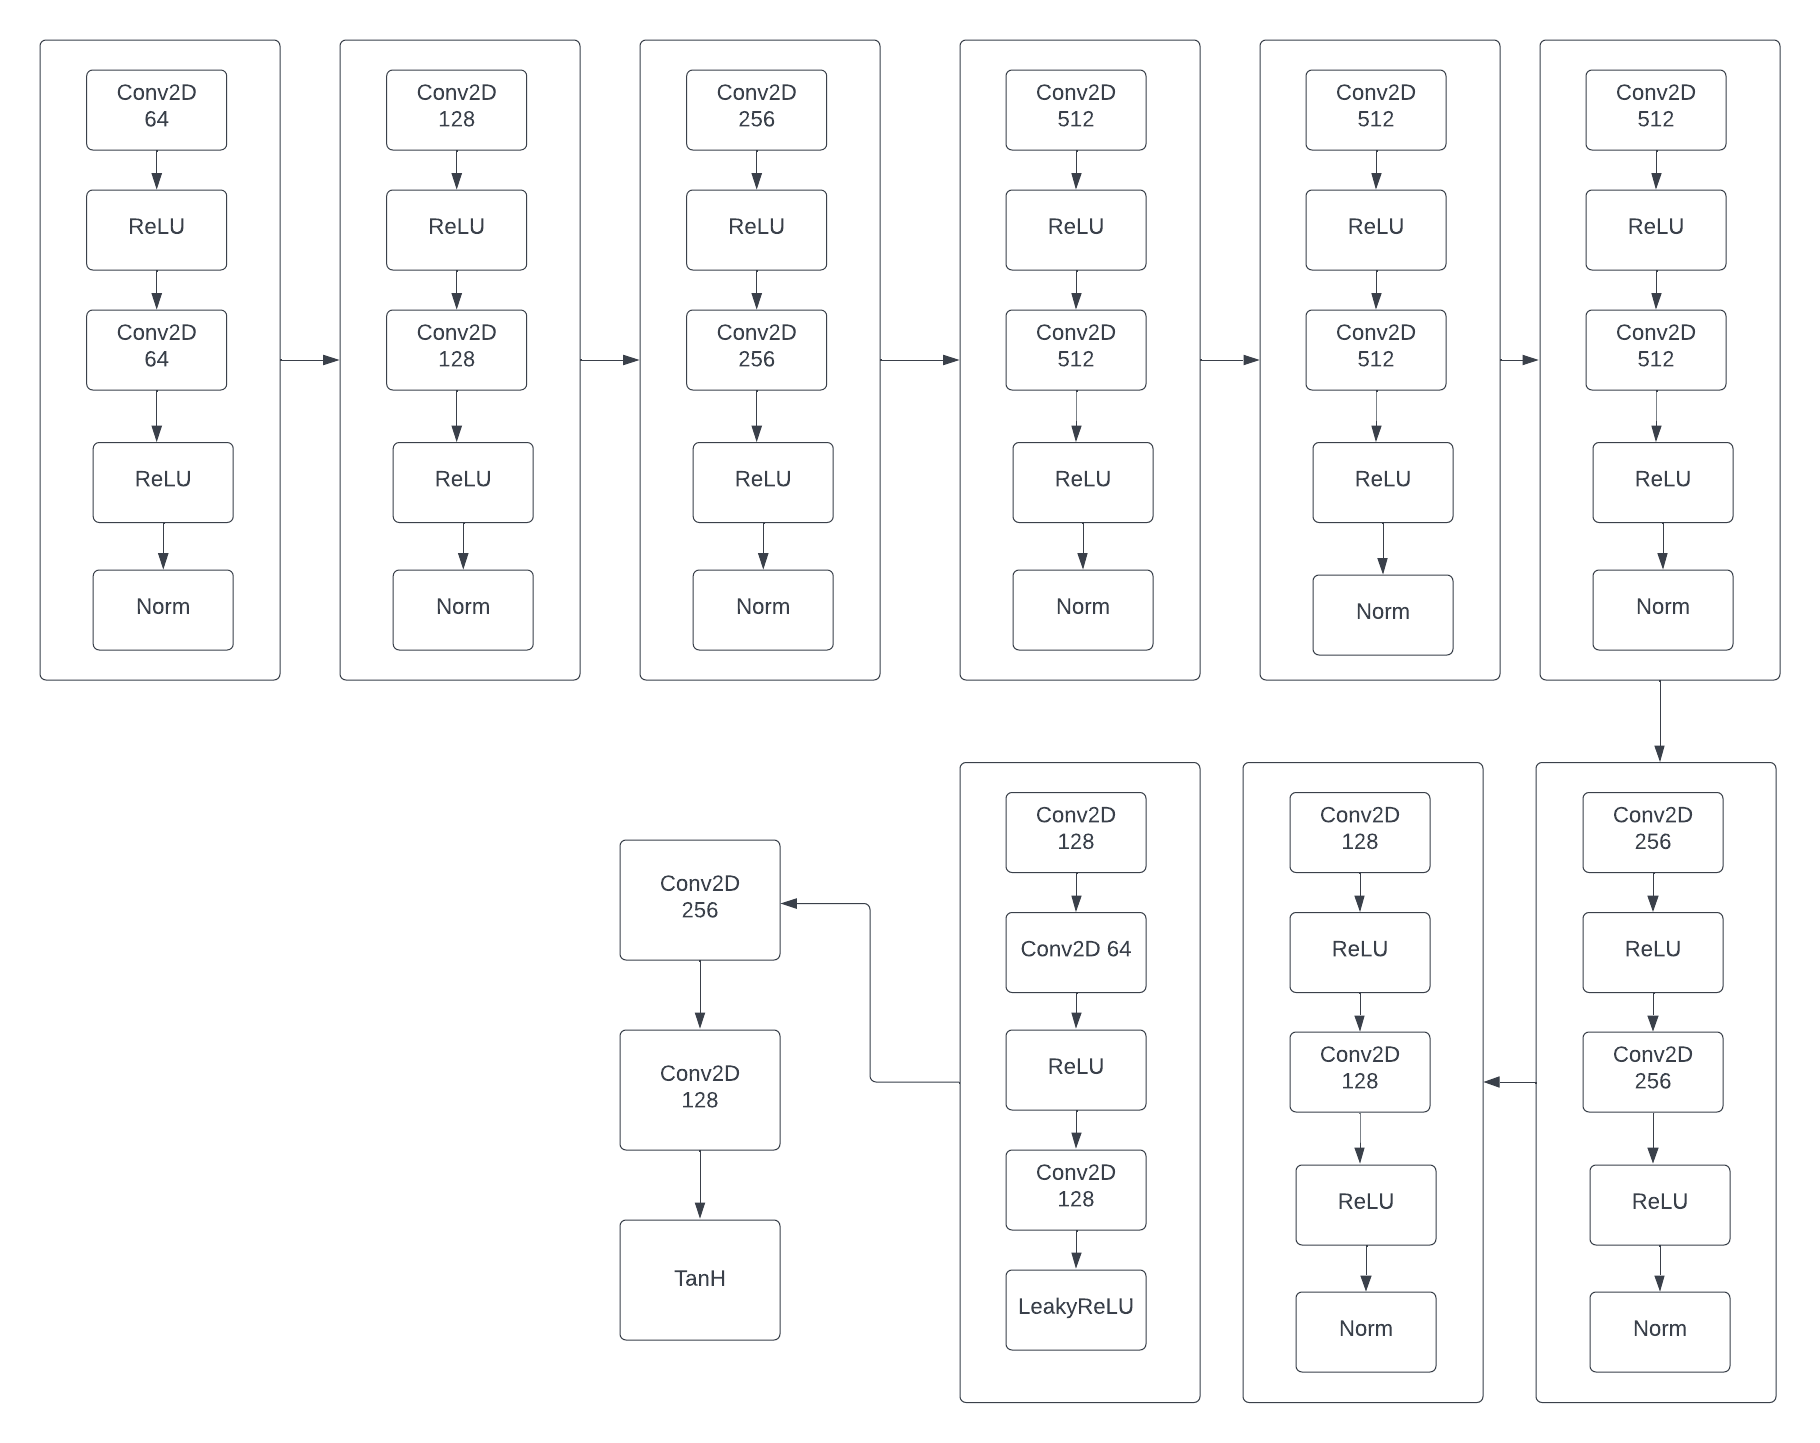 Conv2D
64
ReLU
Conv2D
64
ReLU
Norm
Conv2D
128
ReLU
Conv2D
128
ReLU
Norm
Conv2D
256
ReLU
Conv2D
256
ReLU
Norm
Conv2D
512
ReLU
Conv2D
512
ReLU
Norm
Conv2D
512
ReLU
Conv2D
512
ReLU
Norm
Conv2D
512
ReLU
Conv2D
512
ReLU
Norm
Conv2D
256
ReLU
Conv2D
256
ReLU
Norm
Conv2D
128
ReLU
Conv2D
128
ReLU
Norm
Conv2D
128
Conv2D 64
ReLU
Conv2D
128
LeakyReLU
Conv2D
256
Conv2D
128
TanH